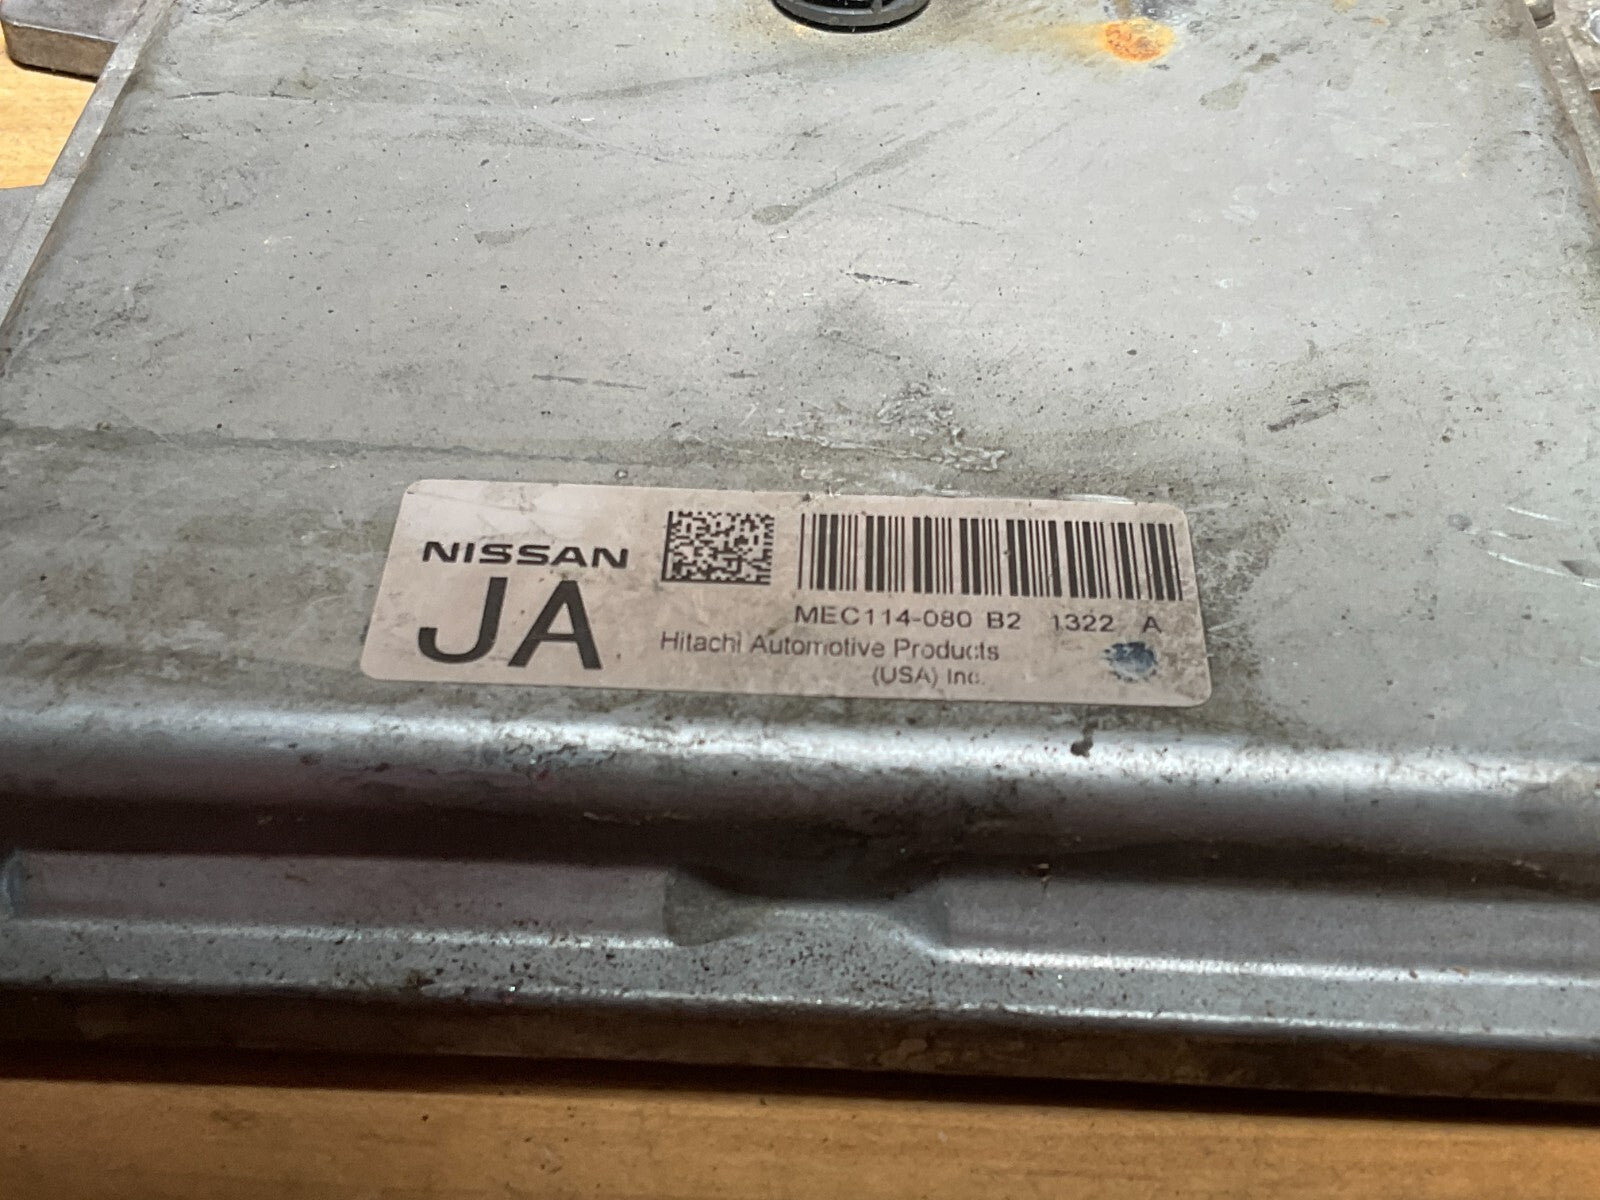 NISSAN
JA
MEC114-080 B2 1322 A
Hitachi Automotive Products
(USA) Inc.